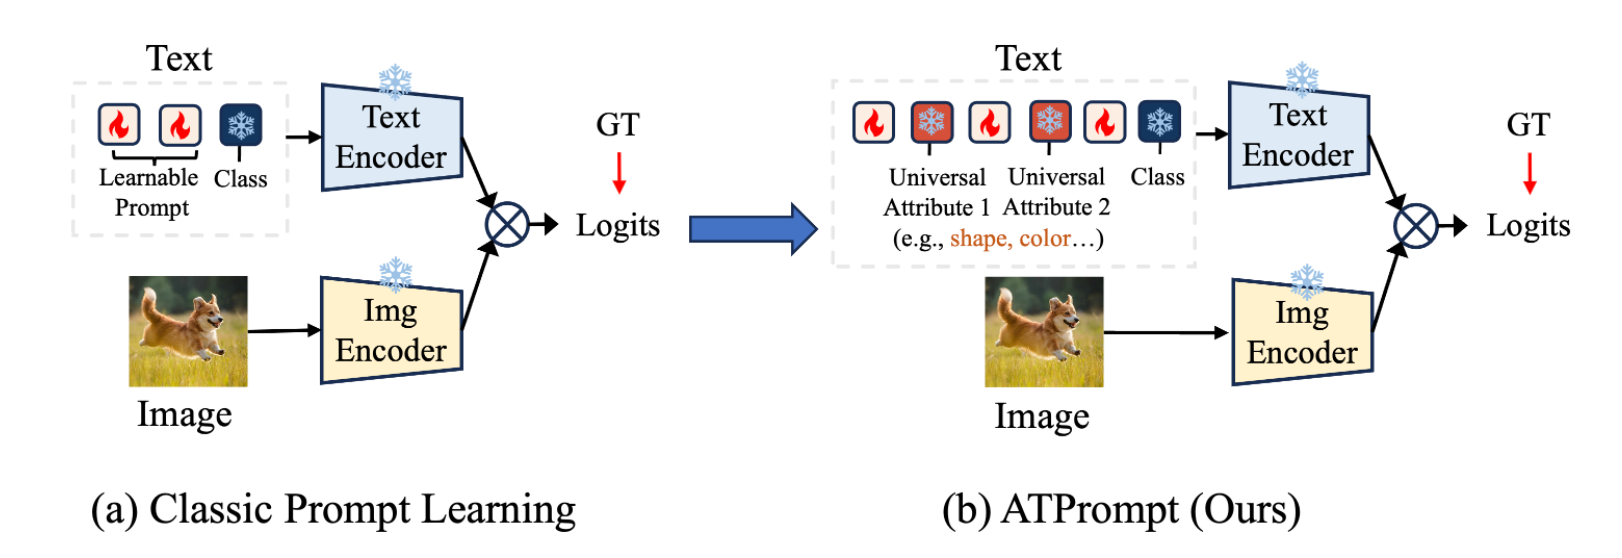 Text
Learnable
Prompt
Class
Text
Encoder
GT
Logits
Img
Encoder
Image
(a) Classic Prompt Learning
Text
Universal
Attribute 1
Universal
Attribute 2
(e.g., shape, color…)
Class
Text
Encoder
GT
Logits
Img
Encoder
Image
(b) ATPrompt (Ours)